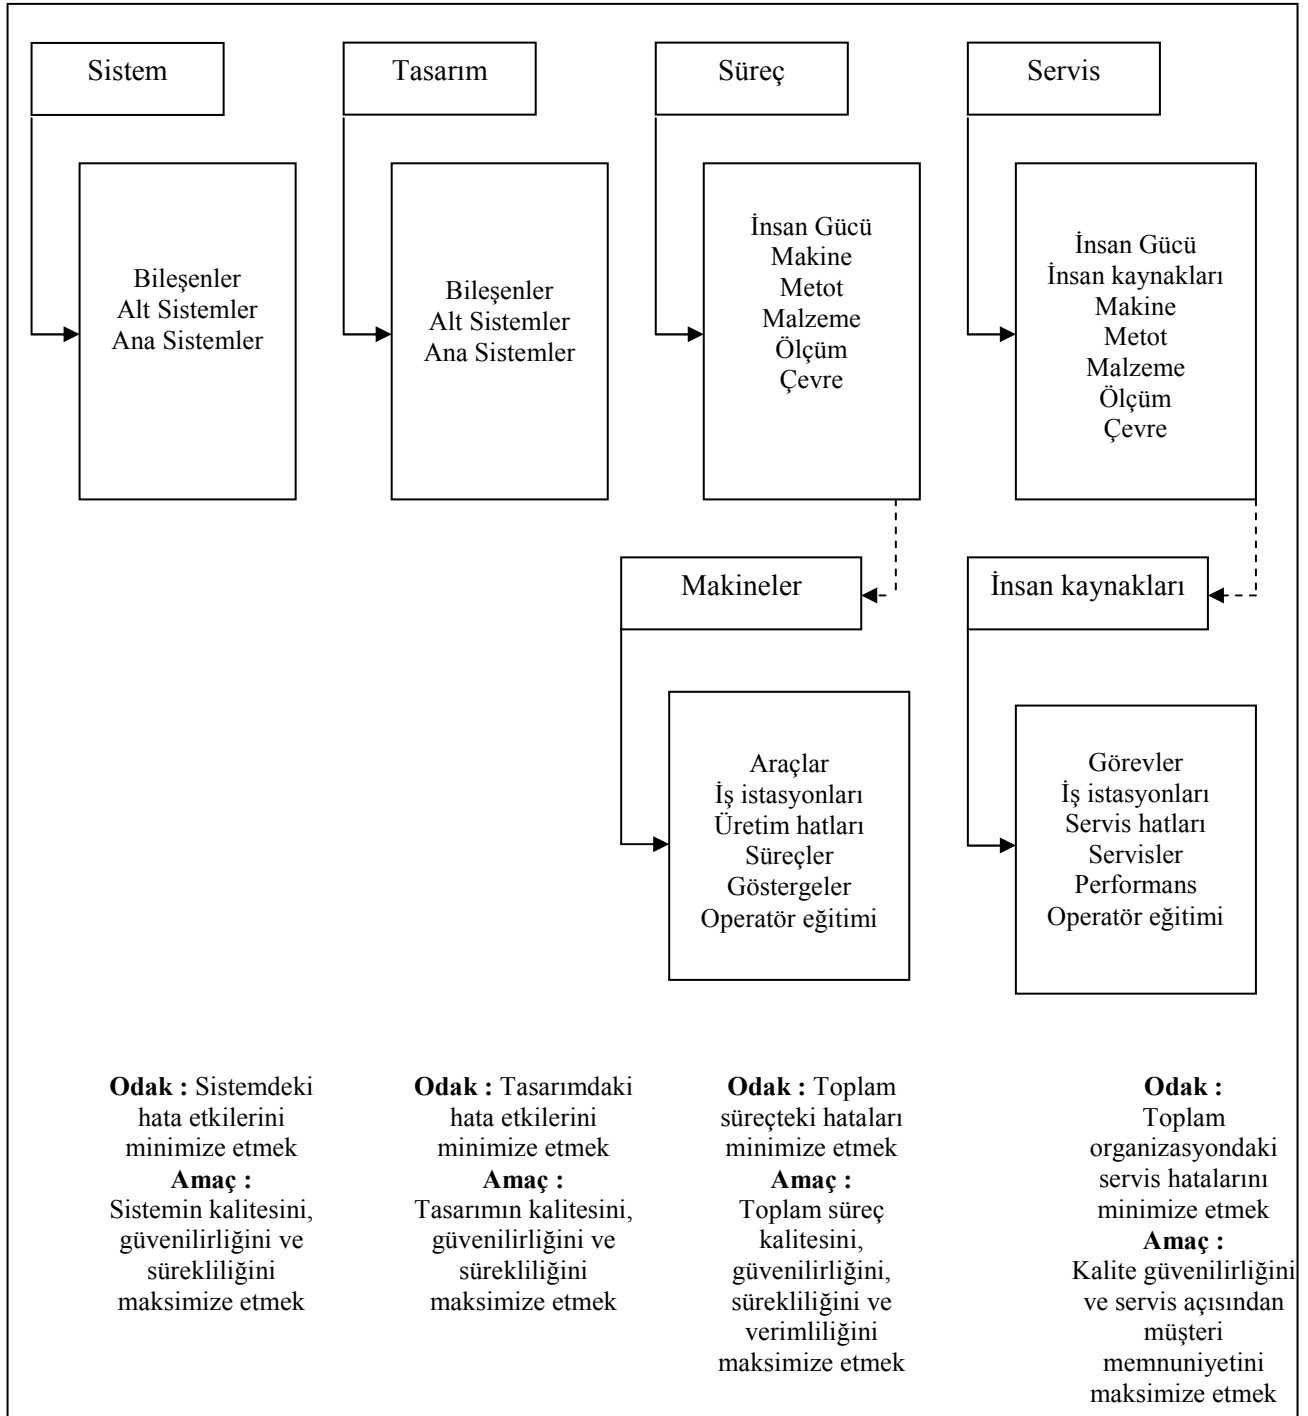 Sistem
Tasarım
Süreç
Servis
Bileşenler
Alt Sistemler
Ana Sistemler
Bileşenler
Alt Sistemler
Ana Sistemler
İnsan Gücü
Makine
Metot
Malzeme
Ölçüm
Çevre
İnsan Gücü
İnsan kaynakları
Makine
Metot
Malzeme
Ölçüm
Çevre
Makineler
İnsan kaynakları
Araçlar
İş istasyonları
Üretim hatları
Süreçler
Göstergeler
Operatör eğitimi
Görevler
İş istasyonları
Servis hatları
Servisler
Performans
Operatör eğitimi
Odak : Sistemdeki
hata etkilerini
minimize etmek
Amaç :
Sistemin kalitesini,
güvenilirliğini ve
sürekliliğini
maksimize etmek
Odak : Tasarımdaki
hata etkilerini
minimize etmek
Amaç :
Tasarımın kalitesini,
güvenilirliğini ve
sürekliliğini
maksimize etmek
Odak : Toplam
süreçteki hataları
minimize etmek
Amaç :
Toplam süreç
kalitesini,
güvenilirliğini,
sürekliliğini ve
verimliliğini
maksimize etmek
Odak :
Toplam
organizasyondaki
servis hatalarını
minimize etmek
Amaç :
Kalite güvenilirliğini
ve servis açısından
müşteri
memnuniyetini
maksimize etmek